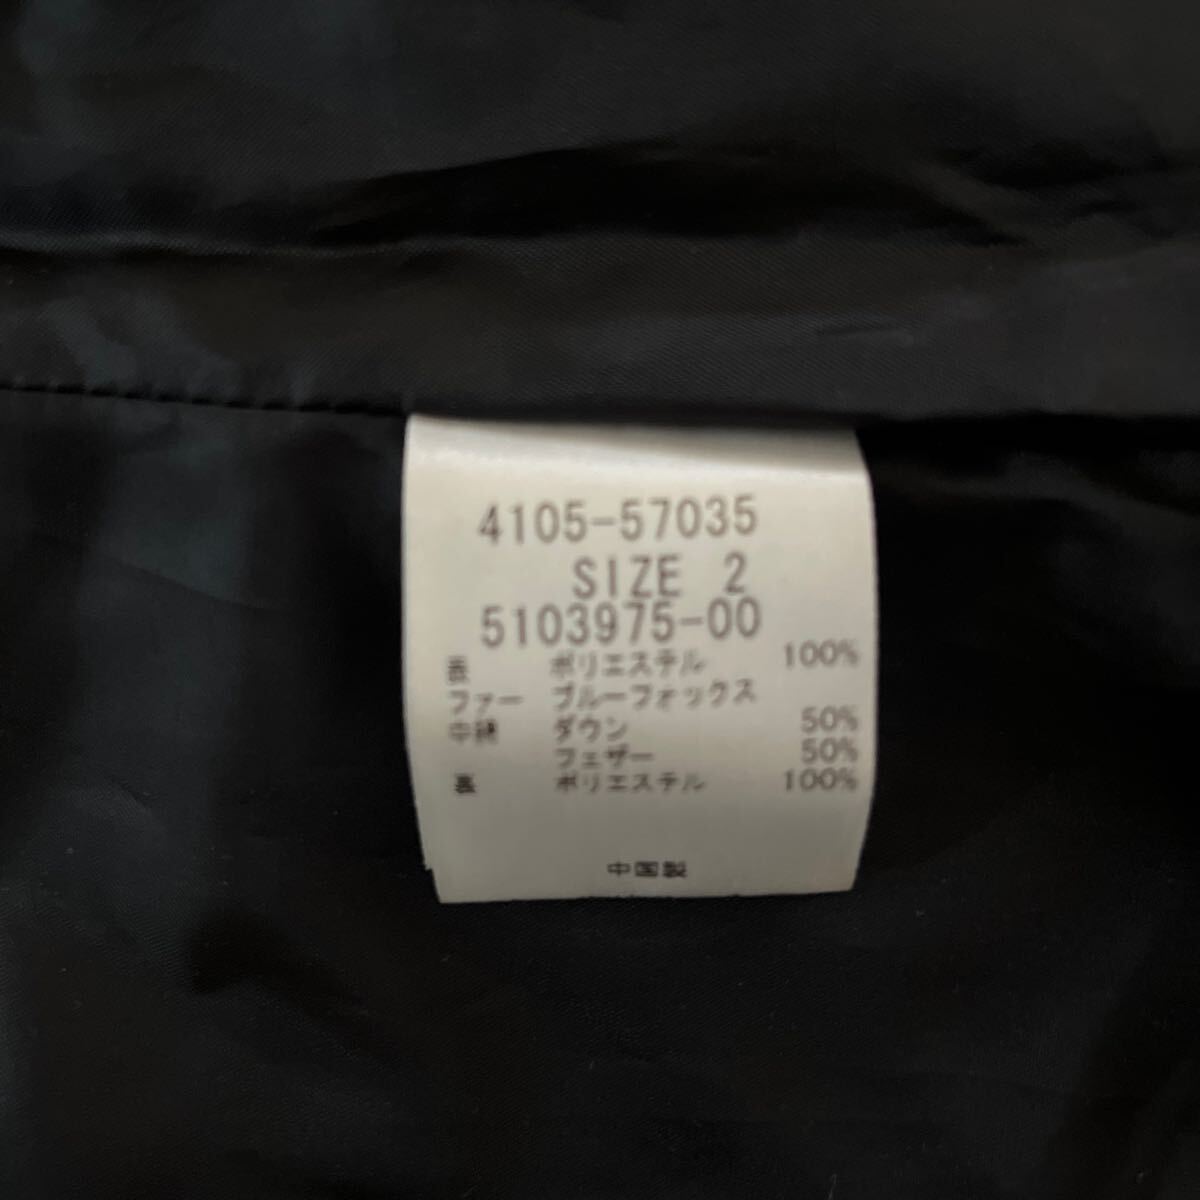 4105-57035
SIZE 2
5103975-00
表 ポリエステル 100%
ファー ブルーフォックス
中綿 ダウン 50%
フェザー 50%
裏 ポリエステル 100%
中国製